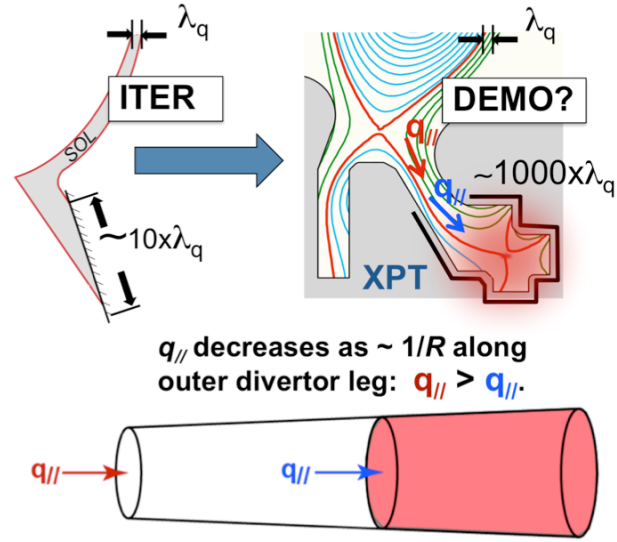 λq
ITER
SOL
~10xλq
λq
DEMO?
q//
q//
~1000xλq
XPT
q// decreases as ~ 1/R along
outer divertor leg: q// > q//.
q//
q//